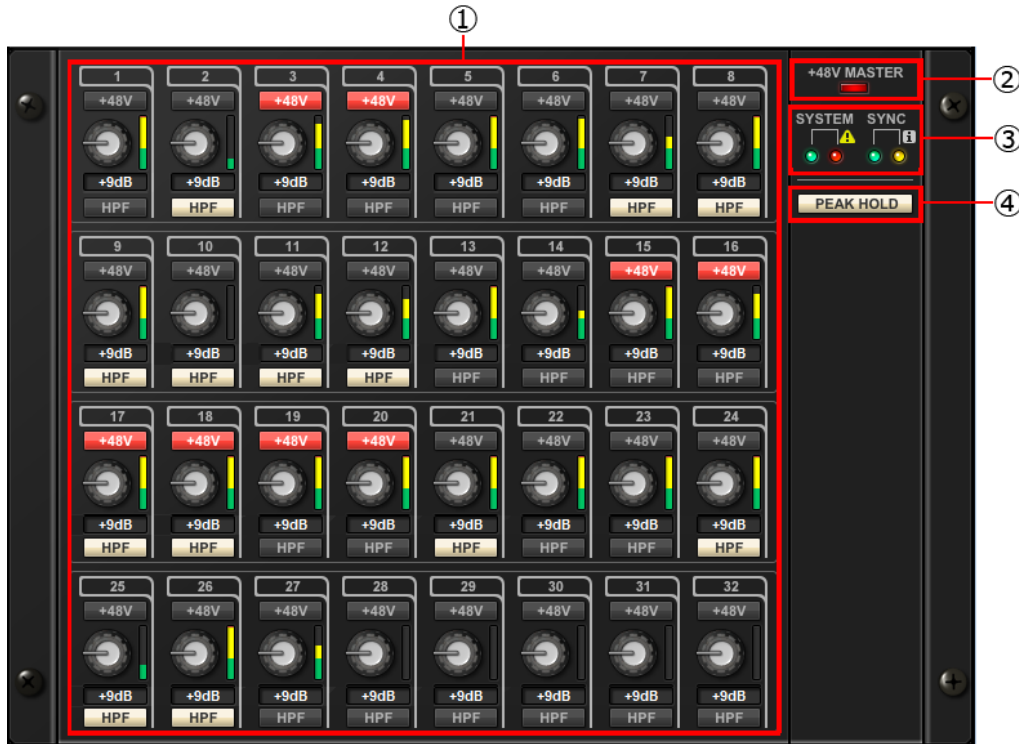 ①
1 2 3 4 5 6 7 8
+48V +48V +48V +48V +48V +48V +48V +48V
+9dB +9dB +9dB +9dB +9dB +9dB +9dB +9dB
HPF HPF HPF HPF HPF HPF HPF HPF
9 10 11 12 13 14 15 16
+48V +48V +48V +48V +48V +48V +48V +48V
+9dB +9dB +9dB +9dB +9dB +9dB +9dB +9dB
HPF HPF HPF HPF HPF HPF HPF HPF
17 18 19 20 21 22 23 24
+48V +48V +48V +48V +48V +48V +48V +48V
+9dB +9dB +9dB +9dB +9dB +9dB +9dB +9dB
HPF HPF HPF HPF HPF HPF HPF HPF
25 26 27 28 29 30 31 32
+48V +48V +48V +48V +48V +48V +48V +48V
+9dB +9dB +9dB +9dB +9dB +9dB +9dB +9dB
HPF HPF HPF HPF HPF HPF HPF HPF
+48V MASTER
②
SYSTEM SYNC
③
PEAK HOLD
④